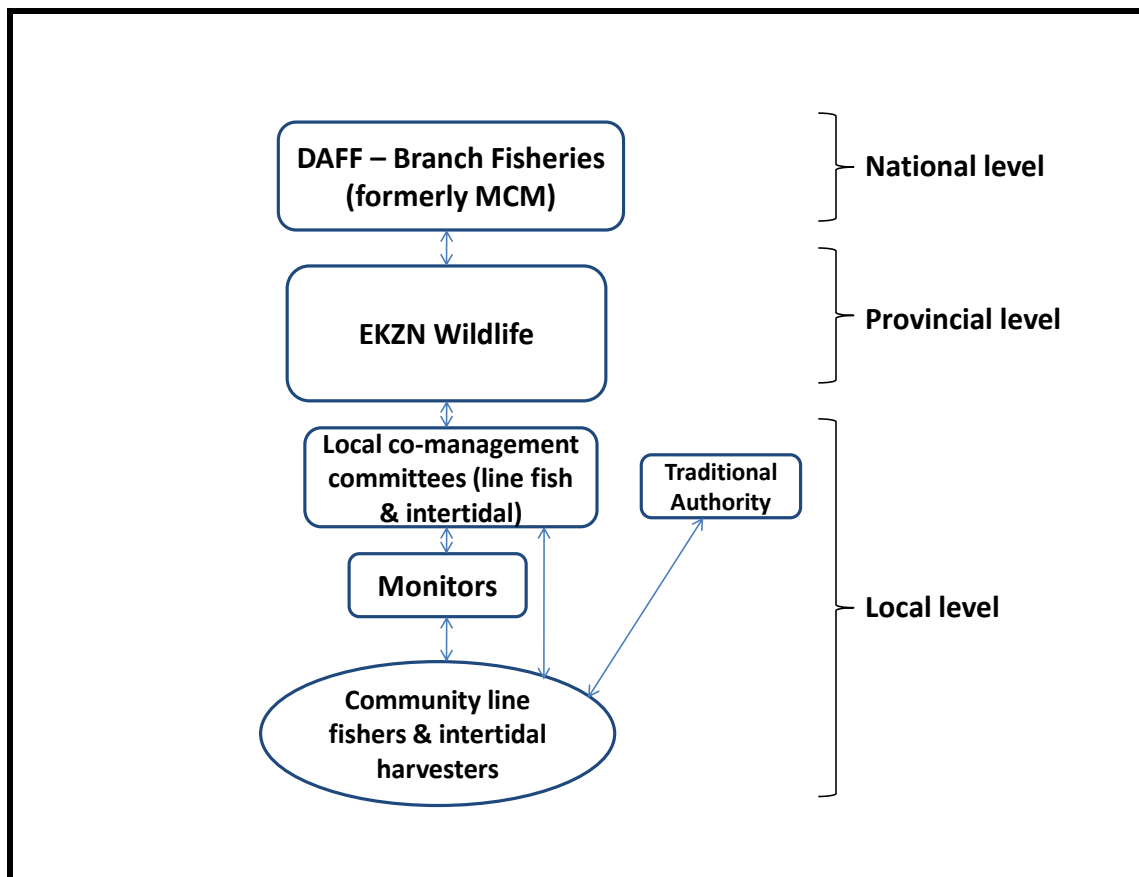 DAFF – Branch Fisheries
(formerly MCM)
National level
EKZN Wildlife
Provincial level
Local co-management
committees (line fish
& intertidal)
Traditional
Authority
Monitors
Local level
Community line
fishers & intertidal
harvesters